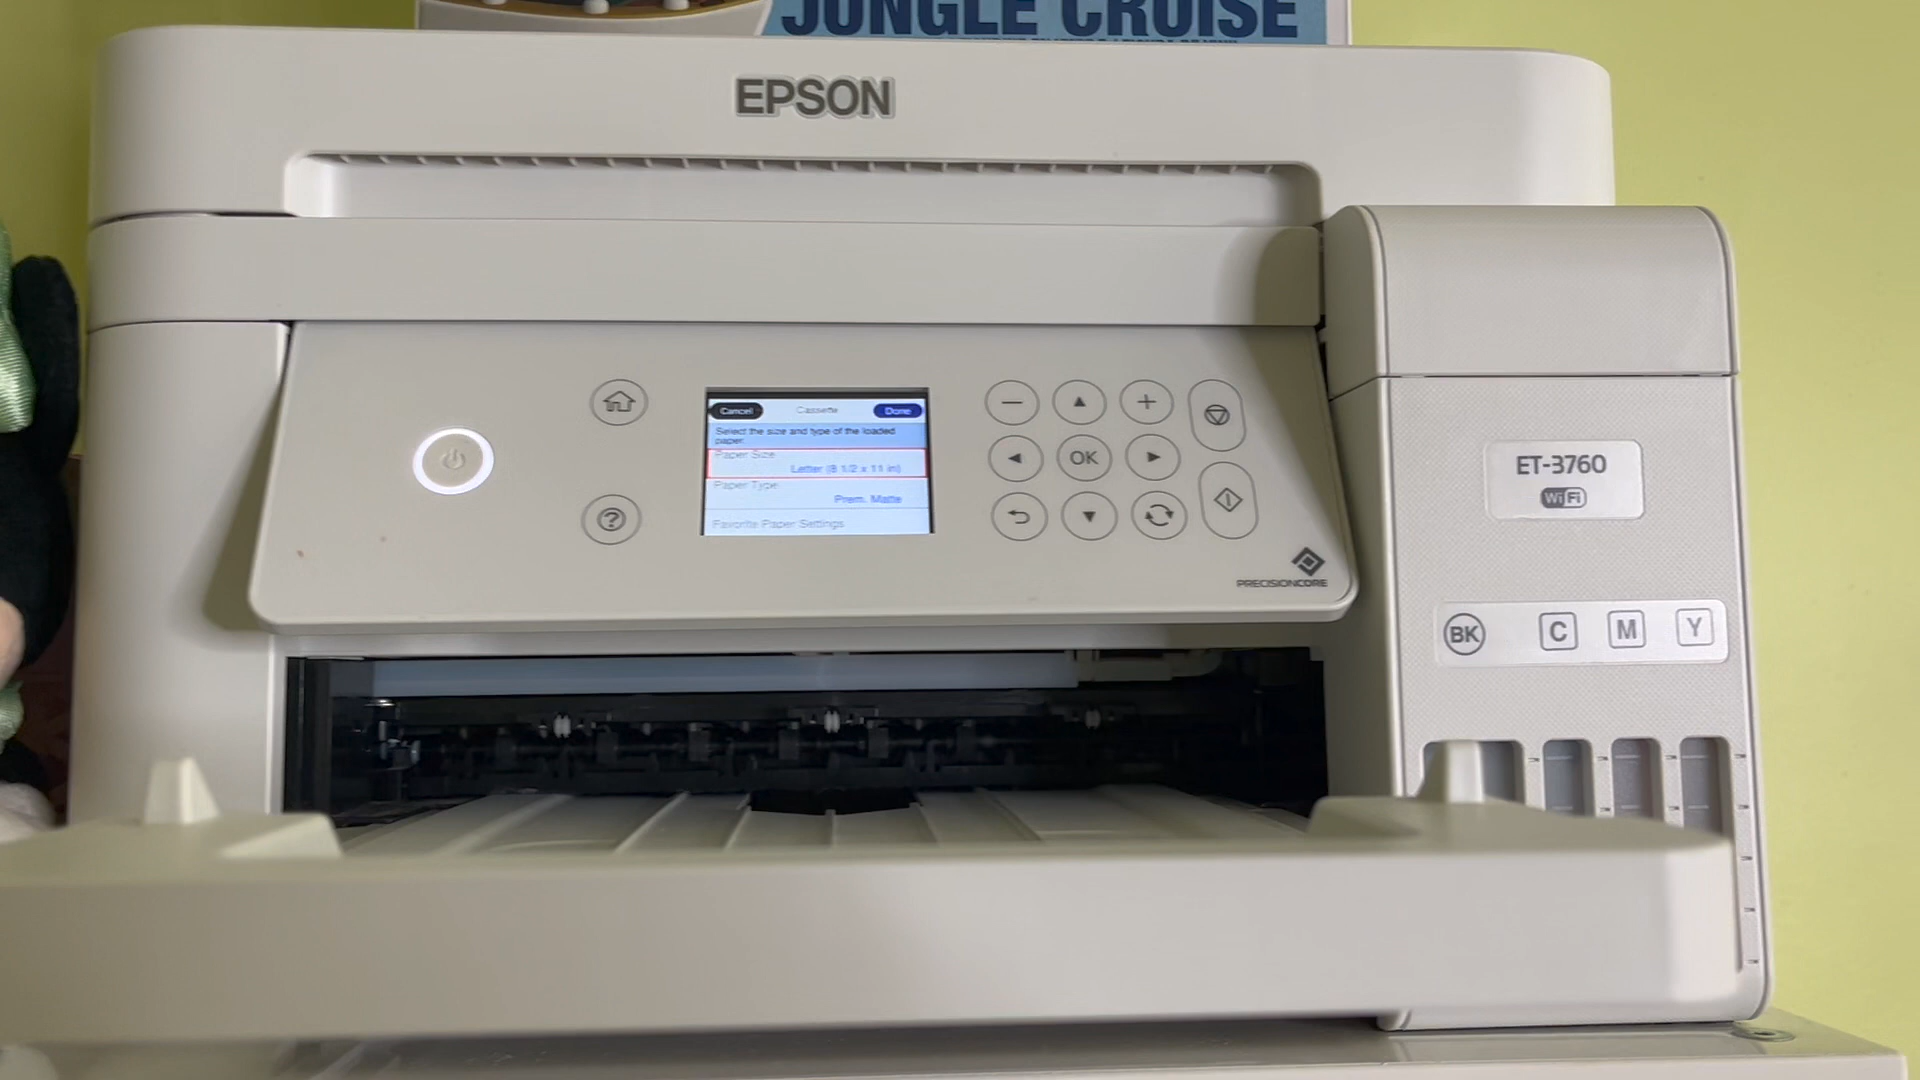 JUNGLE CRUISE
EPSON
Cancel Cassette Done
Select the size and type of the loaded
paper.
Paper Size
Letter (8 1/2 x 11 in)
Paper Type
Prem. Matte
Favorite Paper Settings
OK
PRECISIONCORE
ET-3760
WiFi
BK C M Y